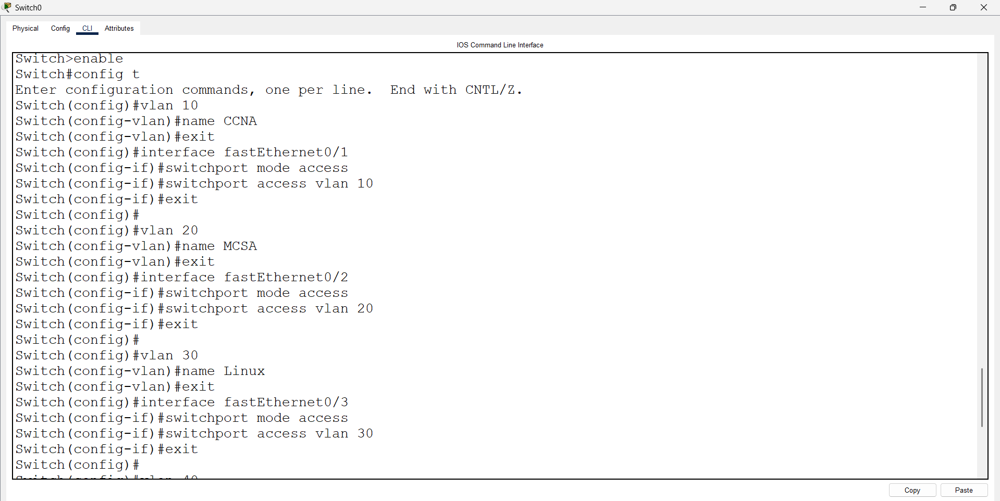 Switch0
Physical Config CLI Attributes
IOS Command Line Interface
Switch>enable
Switch#config t
Enter configuration commands, one per line.  End with CNTL/Z.
Switch(config)#vlan 10
Switch(config-vlan)#name CCNA
Switch(config-vlan)#exit
Switch(config)#interface fastEthernet0/1
Switch(config-if)#switchport mode access
Switch(config-if)#switchport access vlan 10
Switch(config-if)#exit
Switch(config)#
Switch(config)#vlan 20
Switch(config-vlan)#name MCSA
Switch(config-vlan)#exit
Switch(config)#interface fastEthernet0/2
Switch(config-if)#switchport mode access
Switch(config-if)#switchport access vlan 20
Switch(config-if)#exit
Switch(config)#
Switch(config)#vlan 30
Switch(config-vlan)#name Linux
Switch(config-vlan)#exit
Switch(config)#interface fastEthernet0/3
Switch(config-if)#switchport mode access
Switch(config-if)#switchport access vlan 30
Switch(config-if)#exit
Switch(config)#
Switch(config)#vlan 40
Copy Paste